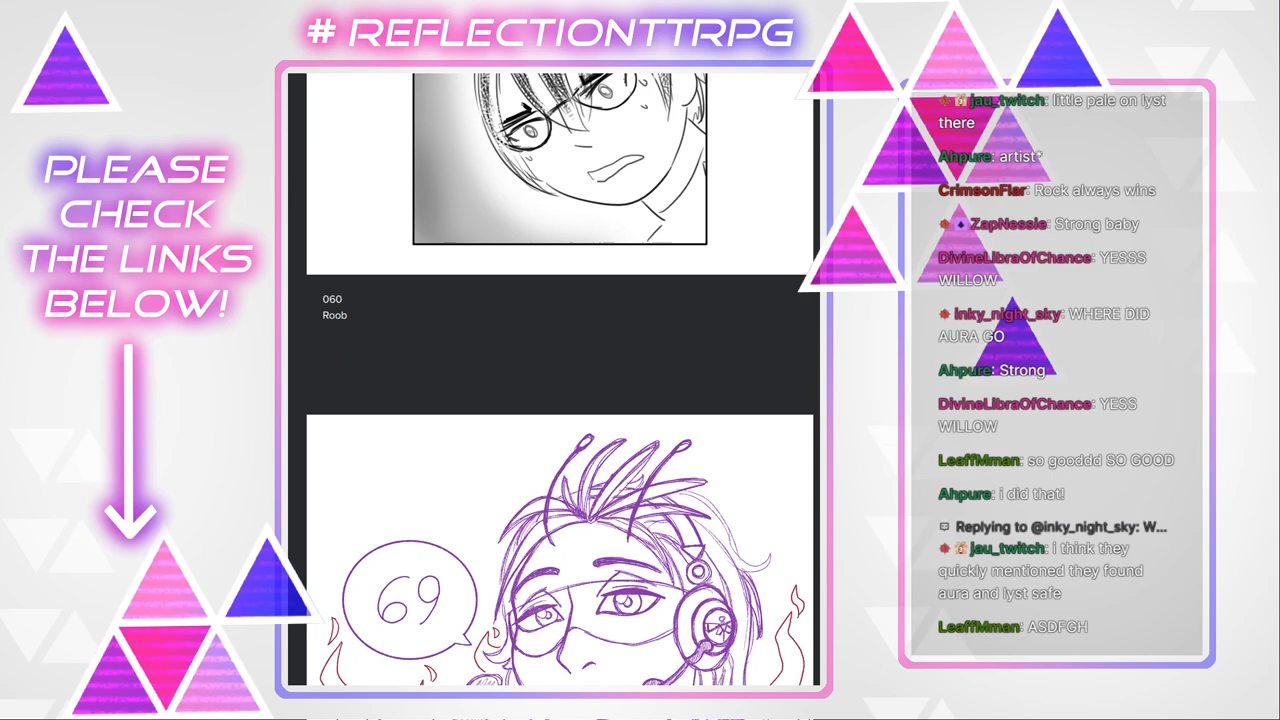 # REFLECTIONTTRPG
PLEASE
CHECK
THE LINKS
BELOW!
060
Roob
69
jau_twitch: little pale on lyst
there
Ahpure: artist*
CrimsonFlar: Rock always wins
ZapNessie: Strong baby
DivineLibraOfChance: YESSS
WILLOW
inky_night_sky: WHERE DID
AURA GO
Ahpure: Strong
DivineLibraOfChance: YESS
WILLOW
LeaffMman: so gooddd SO GOOD
Ahpure: i did that!
Replying to @inky_night_sky: W...
jau_twitch: i think they
quickly mentioned they found
aura and lyst safe
LeaffMman: ASDFGH